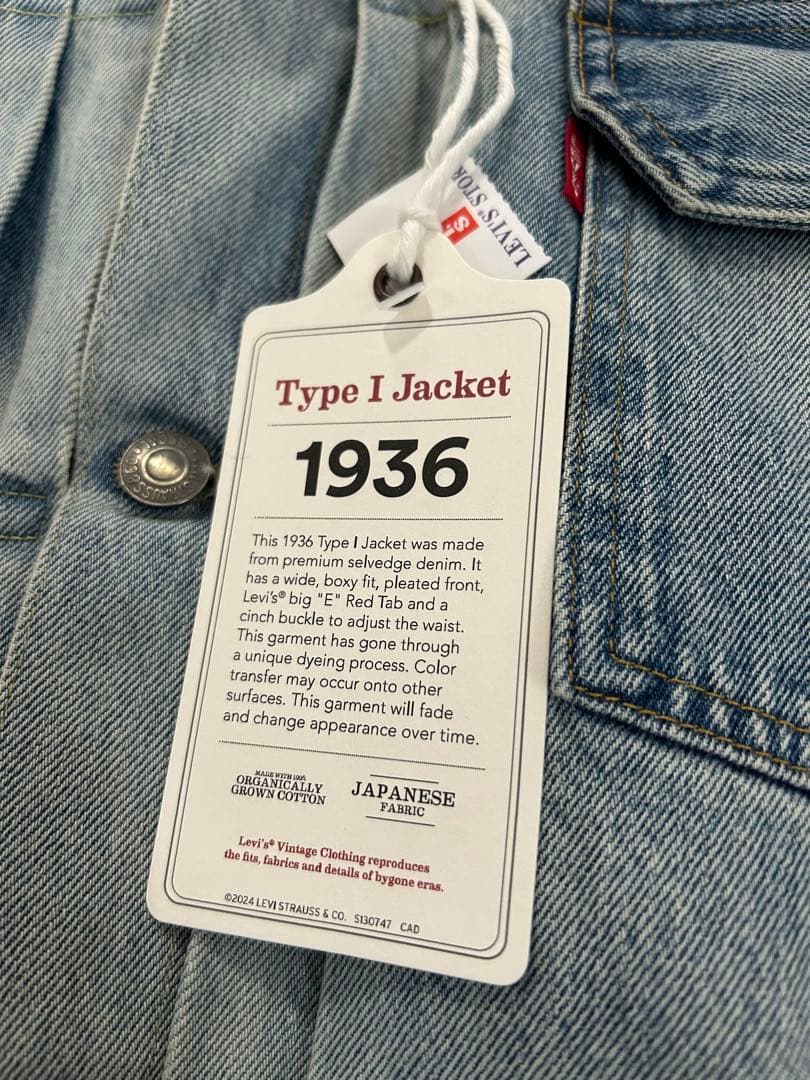 LEVI'S® STOR
Type I Jacket
1936
This 1936 Type I Jacket was made
from premium selvedge denim. It
has a wide, boxy fit, pleated front,
Levi's® big "E" Red Tab and a
cinch buckle to adjust the waist.
This garment has gone through
a unique dyeing process. Color
transfer may occur onto other
surfaces. This garment will fade
and change appearance over time.
MADE WITH 100%
ORGANICALLY
GROWN COTTON
JAPANESE
FABRIC
Levi's® Vintage Clothing reproduces
the fits, fabrics and details of bygone eras.
©2024 LEVI STRAUSS & CO. S130747 CAD